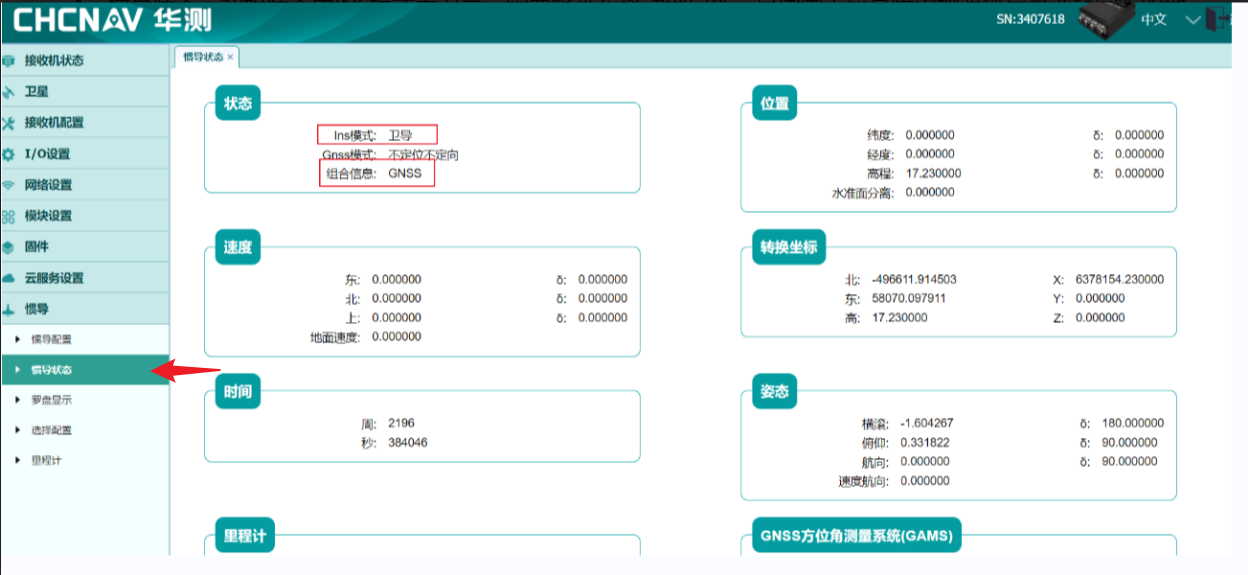 CHCNAV 华测
SN:3407618
中文
接收机状态
卫星
接收机配置
I/O设置
网络设置
模块设置
固件
云服务设置
惯导
惯导配置
惯导状态
罗盘显示
选择配置
里程计
惯导状态 ×
状态
Ins模式: 卫导
Gnss模式: 不定位不定向
组合信息: GNSS
位置
纬度: 0.000000 δ: 0.000000
经度: 0.000000 δ: 0.000000
高程: 17.230000 δ: 0.000000
水准面分离: 0.000000
速度
东: 0.000000 δ: 0.000000
北: 0.000000 δ: 0.000000
上: 0.000000 δ: 0.000000
地面速度: 0.000000
转换坐标
北: -496611.914503 X: 6378154.230000
东: 58070.097911 Y: 0.000000
高: 17.230000 Z: 0.000000
时间
周: 2196
秒: 384046
姿态
横滚: -1.604267 δ: 180.000000
俯仰: 0.331822 δ: 90.000000
航向: 0.000000 δ: 90.000000
速度航向: 0.000000
里程计
GNSS方位角测量系统(GAMS)